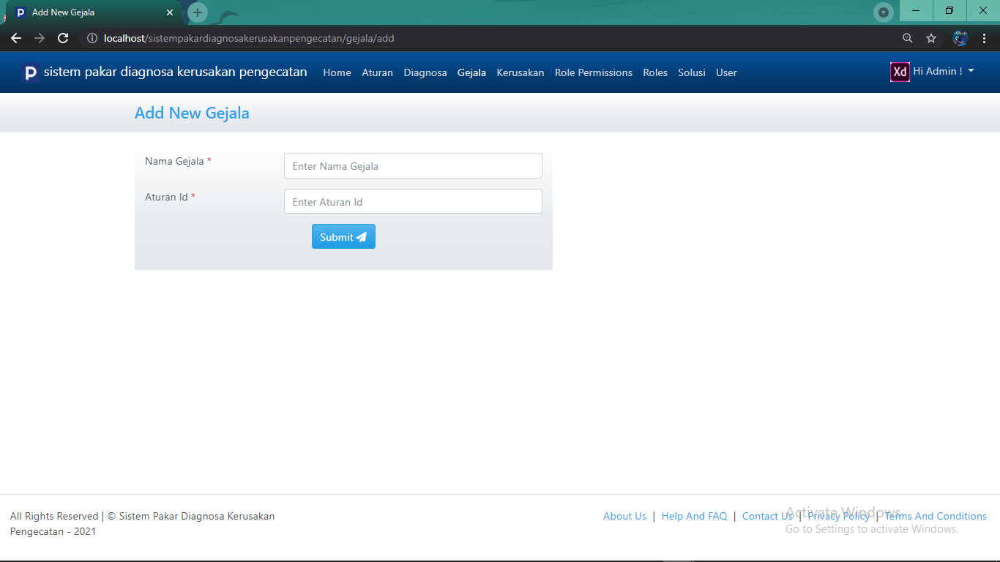 Add New Gejala
localhost/sistempakardiagnosakerusakanpengecatan/gejala/add
P sistem pakar diagnosa kerusakan pengecatan Home Aturan Diagnosa Gejala Kerusakan Role Permissions Roles Solusi User Xd Hi Admin !
Add New Gejala
Nama Gejala * Enter Nama Gejala
Aturan Id * Enter Aturan Id
Submit
All Rights Reserved | © Sistem Pakar Diagnosa Kerusakan
Pengecatan - 2021
About Us | Help And FAQ | Contact Us | Privacy Policy | Terms And Conditions
Activate Windows
Go to Settings to activate Windows.